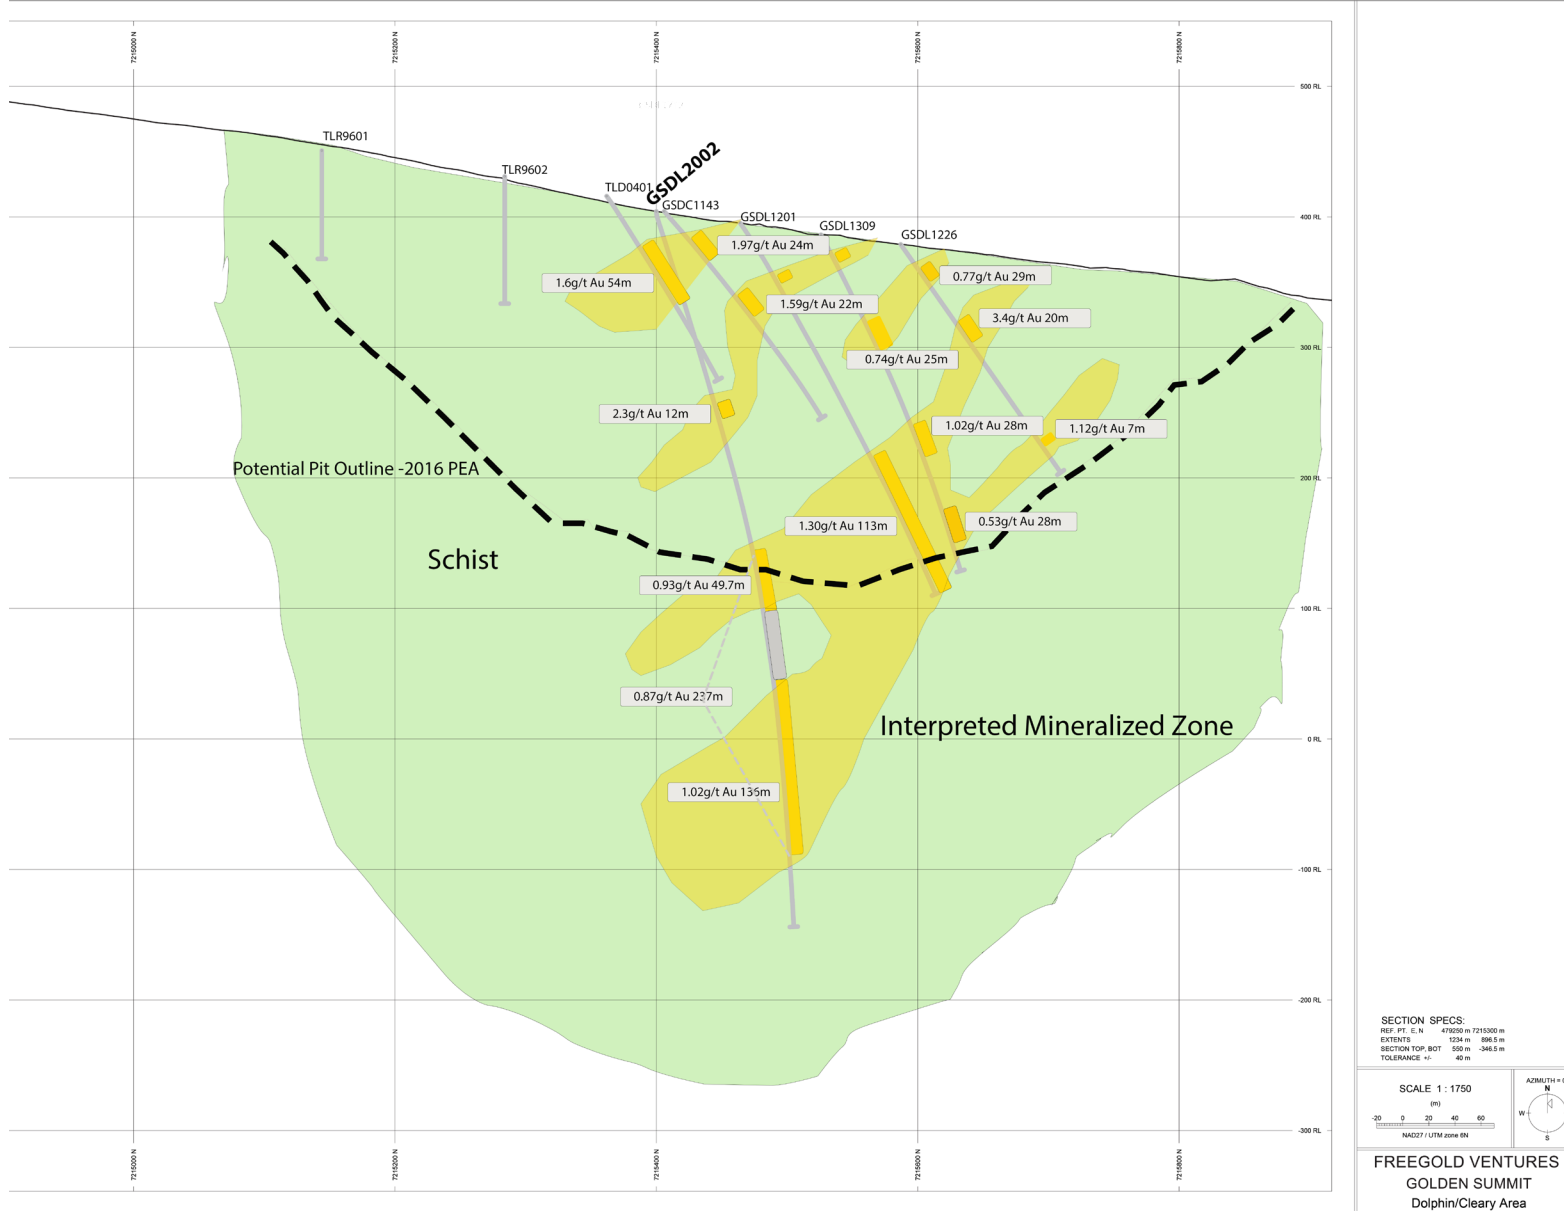 7215000 N
7215200 N
7215400 N
7215600 N
7215800 N
500 RL
TLR9601
TLR9602
TLD0401
GSDL2002
GSDC1143
GSDL1201
GSDL1309
GSDL1226
400 RL
1.97g/t Au 24m
1.6g/t Au 54m
0.77g/t Au 29m
1.59g/t Au 22m
3.4g/t Au 20m
300 RL
0.74g/t Au 25m
2.3g/t Au 12m
1.02g/t Au 28m
1.12g/t Au 7m
Potential Pit Outline -2016 PEA
200 RL
1.30g/t Au 113m
0.53g/t Au 28m
Schist
0.93g/t Au 49.7m
100 RL
0.87g/t Au 237m
Interpreted Mineralized Zone
0 RL
1.02g/t Au 136m
-100 RL
-200 RL
-300 RL
7215000 N
7215200 N
7215400 N
7215600 N
7215800 N
SECTION SPECS:
REF. PT. E, N 479250 m 7215300 m
EXTENTS 1234 m 896.5 m
SECTION TOP, BOT 550 m -346.5 m
TOLERANCE +/- 40 m
SCALE 1 : 1750
(m)
-20 0 20 40 60
NAD27 / UTM zone 6N
AZIMUTH =
N
W
S
FREEGOLD VENTURES
GOLDEN SUMMIT
Dolphin/Cleary Area